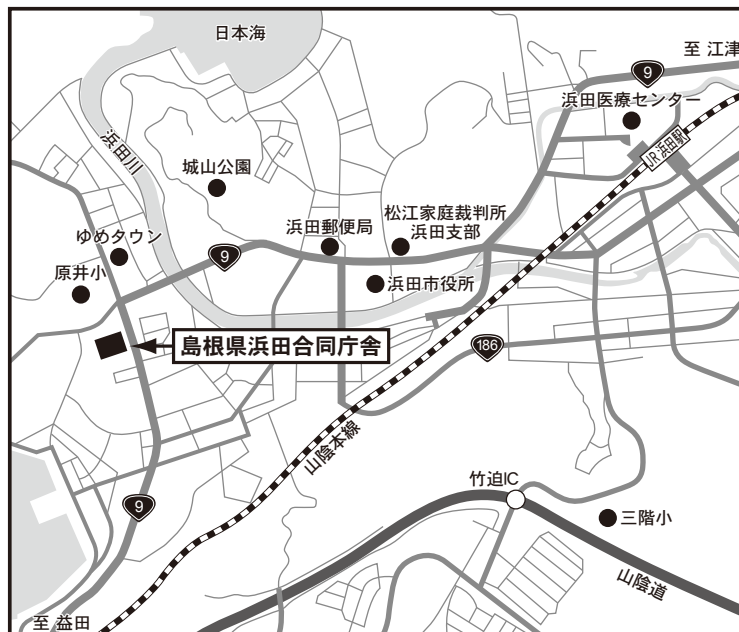 日本海
至 江津
9
浜田医療センター
JR浜田駅
浜田川
城山公園
松江家庭裁判所
浜田支部
浜田郵便局
ゆめタウン
9
原井小
浜田市役所
島根県浜田合同庁舎
186
山陰本線
竹迫IC
9
三階小
山陰道
至 益田